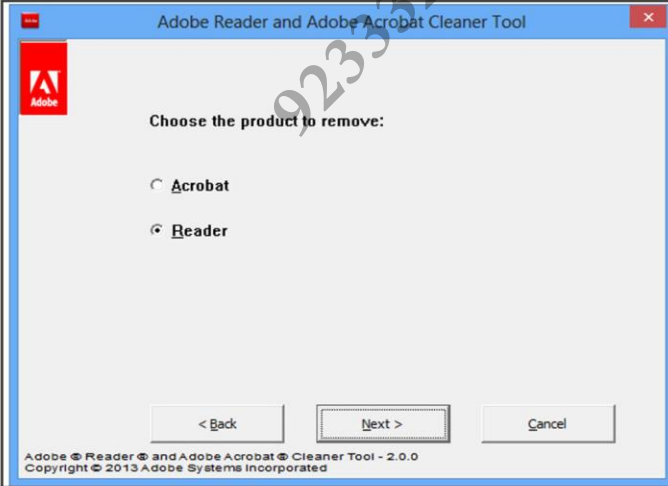 Adobe Reader and Adobe Acrobat Cleaner Tool
Adobe
Choose the product to remove:
Acrobat
Reader
< Back
Next >
Cancel
Adobe ® Reader ® and Adobe Acrobat ® Cleaner Tool - 2.0.0
Copyright © 2013 Adobe Systems Incorporated